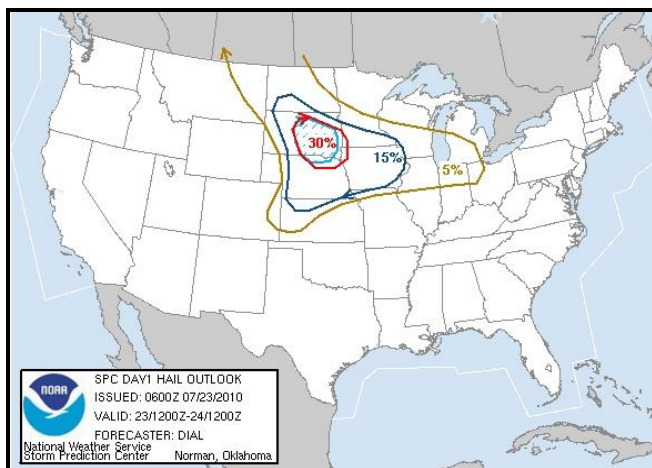 30%
15%
5%
NOAA
SPC DAY1 HAIL OUTLOOK
ISSUED: 0600Z 07/23/2010
VALID: 23/1200Z-24/1200Z
FORECASTER: DIAL
National Weather Service
Storm Prediction Center Norman, Oklahoma